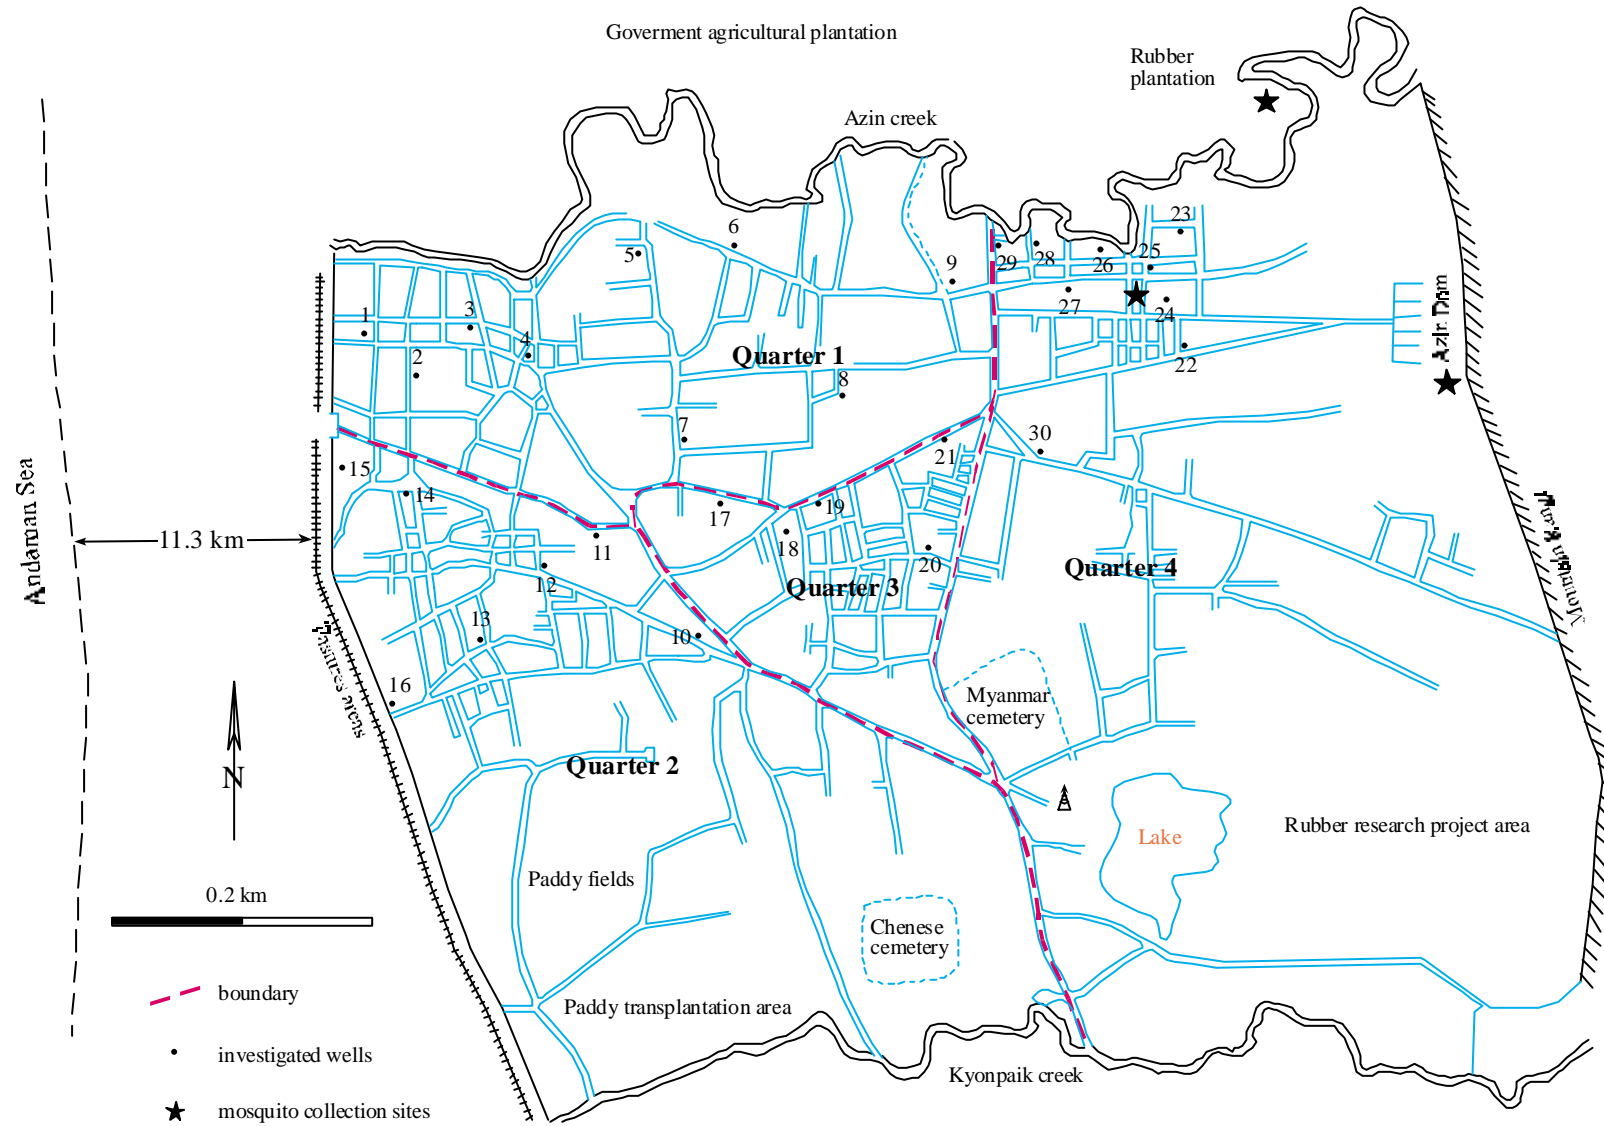 Goverment agricultural plantation
Rubber
plantation
Azin creek
23
6
5
9
29
28
26
25
27
24
22
1
3
4
2
Quarter 1
8
Azin Dam
7
21
30
15
14
17
19
11
18
20
12
Quarter 3
Quarter 4
Andaman Sea
11.3 km
13
10
16
Myanmar
cemetery
N
Quarter 2
Lake
Rubber research project area
0.2 km
Paddy fields
Chenese
cemetery
boundary
Paddy transplantation area
investigated wells
Kyonpaik creek
mosquito collection sites